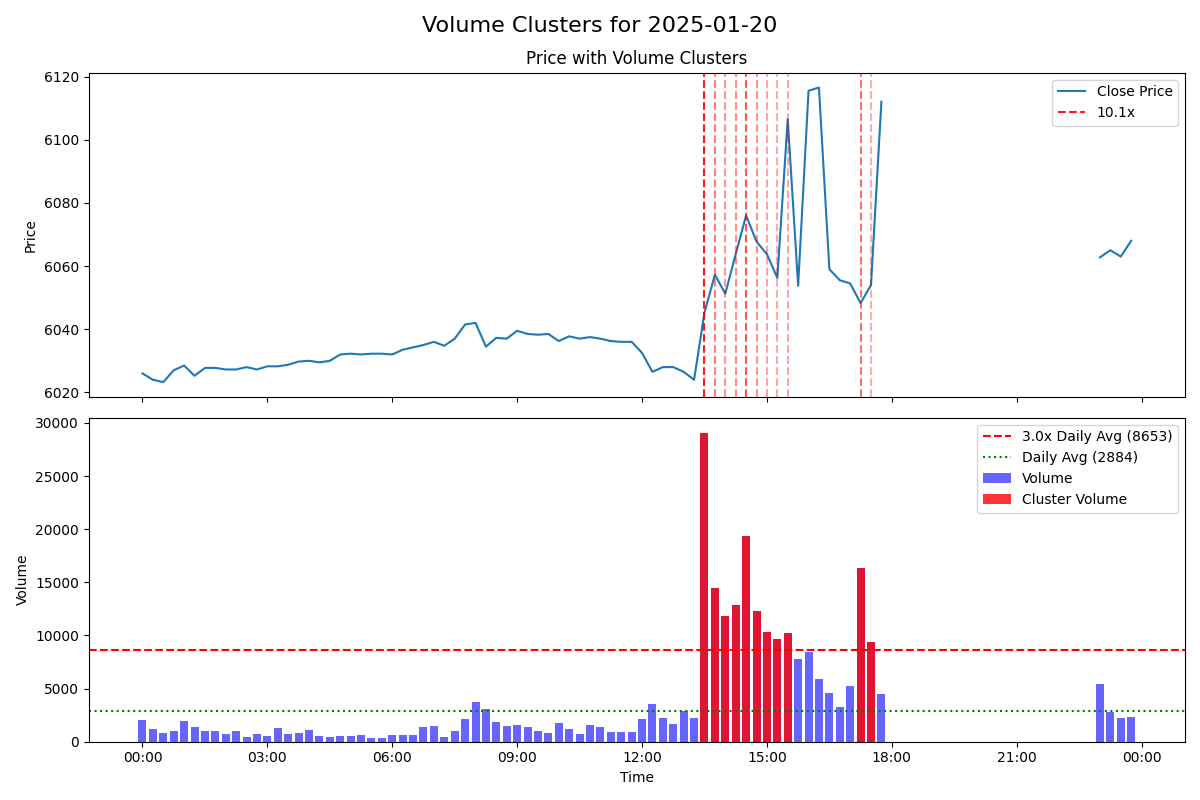 Volume Clusters for 2025-01-20
Price with Volume Clusters
Price
6120
6100
6080
6060
6040
6020
Close Price
10.1x
Volume
30000
25000
20000
15000
10000
5000
0
3.0x Daily Avg (8653)
Daily Avg (2884)
Volume
Cluster Volume
00:00 03:00 06:00 09:00 12:00 15:00 18:00 21:00 00:00
Time